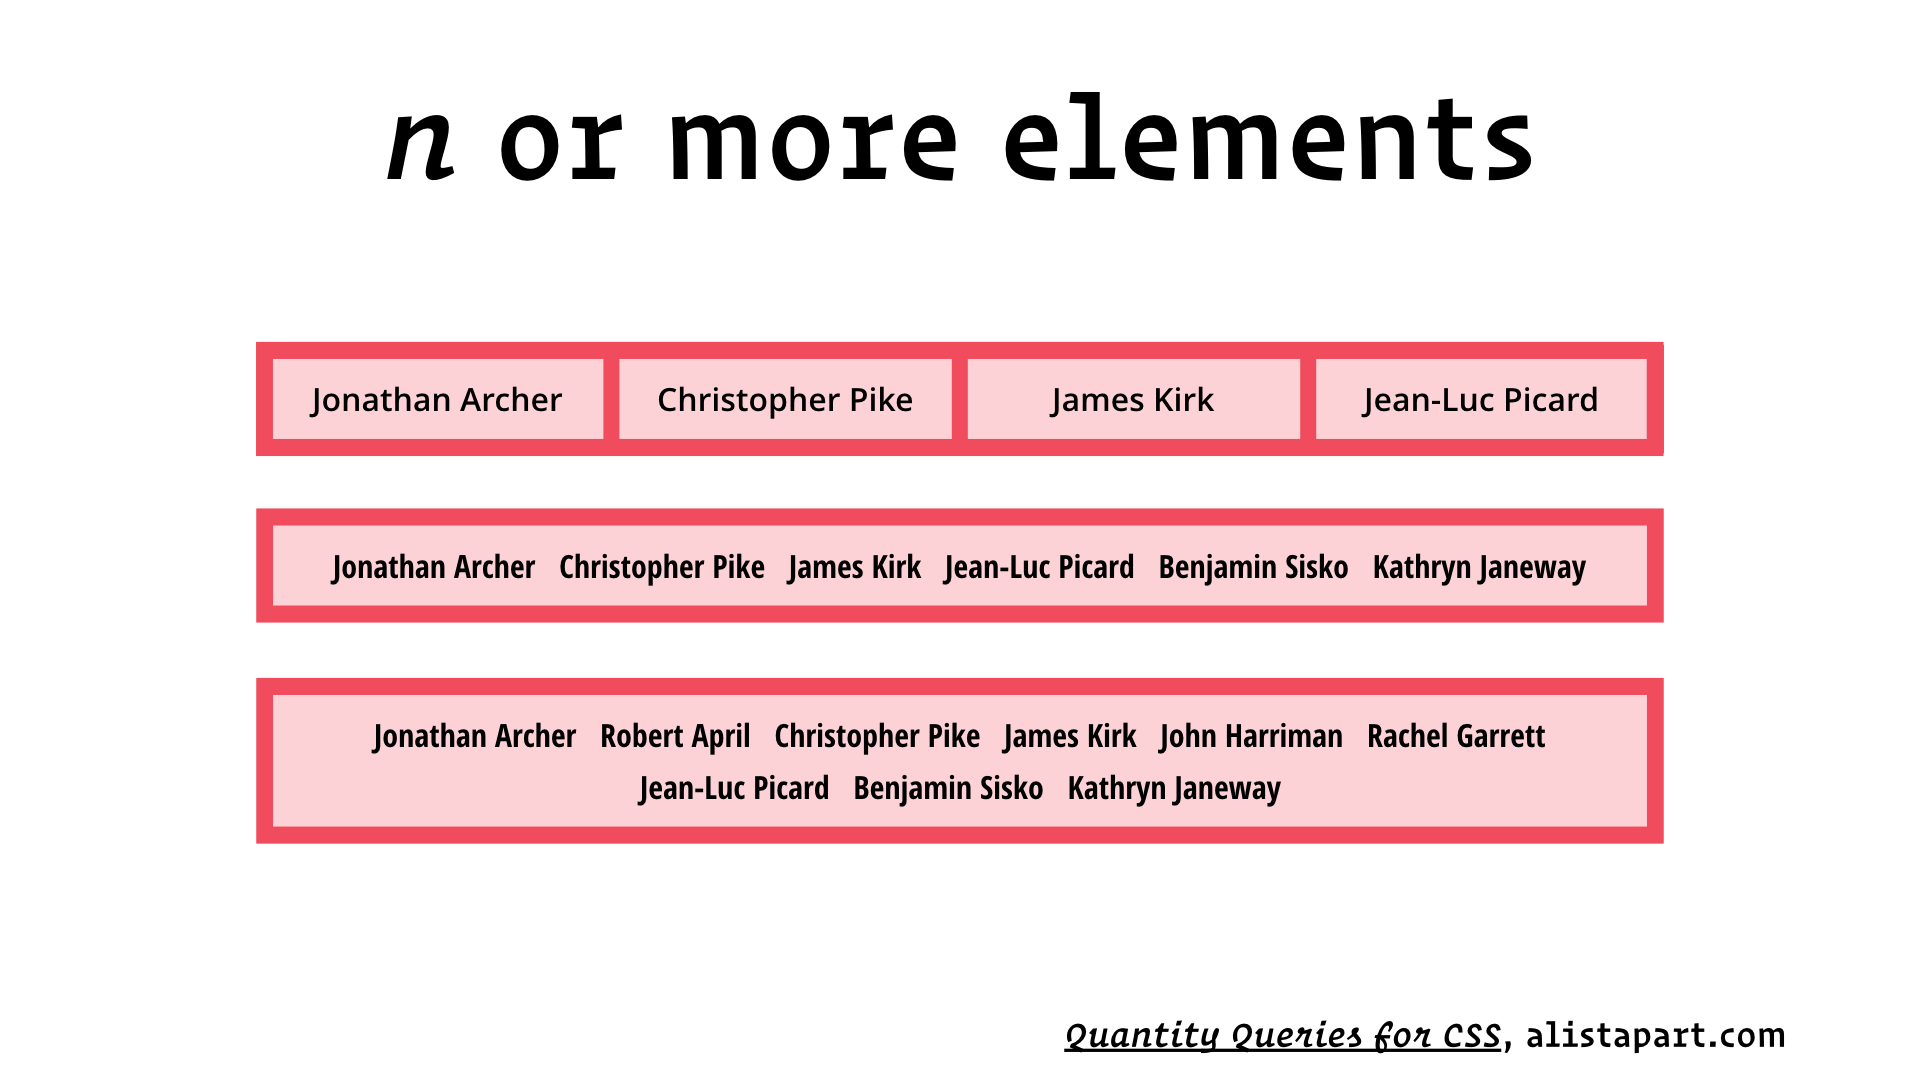 n or more elements
Jonathan Archer Christopher Pike James Kirk Jean-Luc Picard
Jonathan Archer Christopher Pike James Kirk Jean-Luc Picard Benjamin Sisko Kathryn Janeway
Jonathan Archer Robert April Christopher Pike James Kirk John Harriman Rachel Garrett
Jean-Luc Picard Benjamin Sisko Kathryn Janeway
Quantity Queries for CSS, alistapart.com